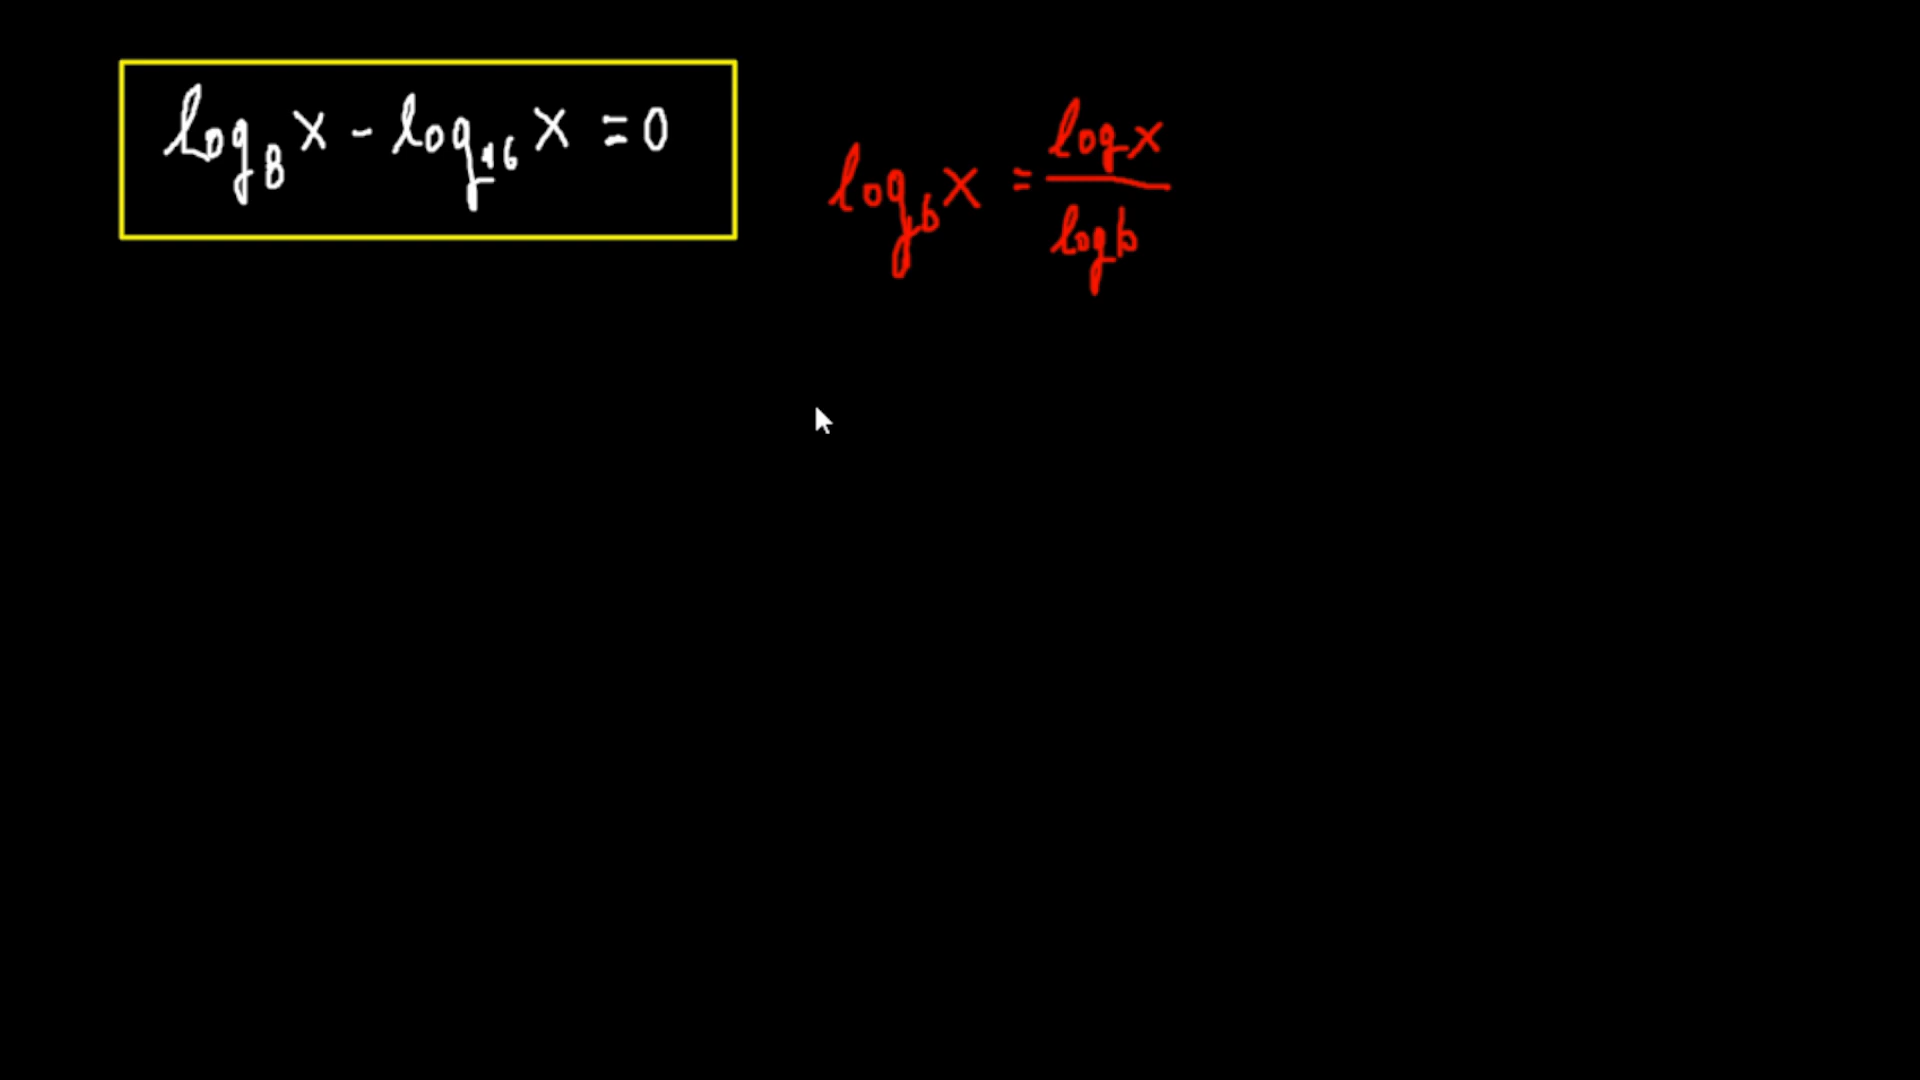 log₈ x - log₁₆ x = 0
log_b x = log x / log b